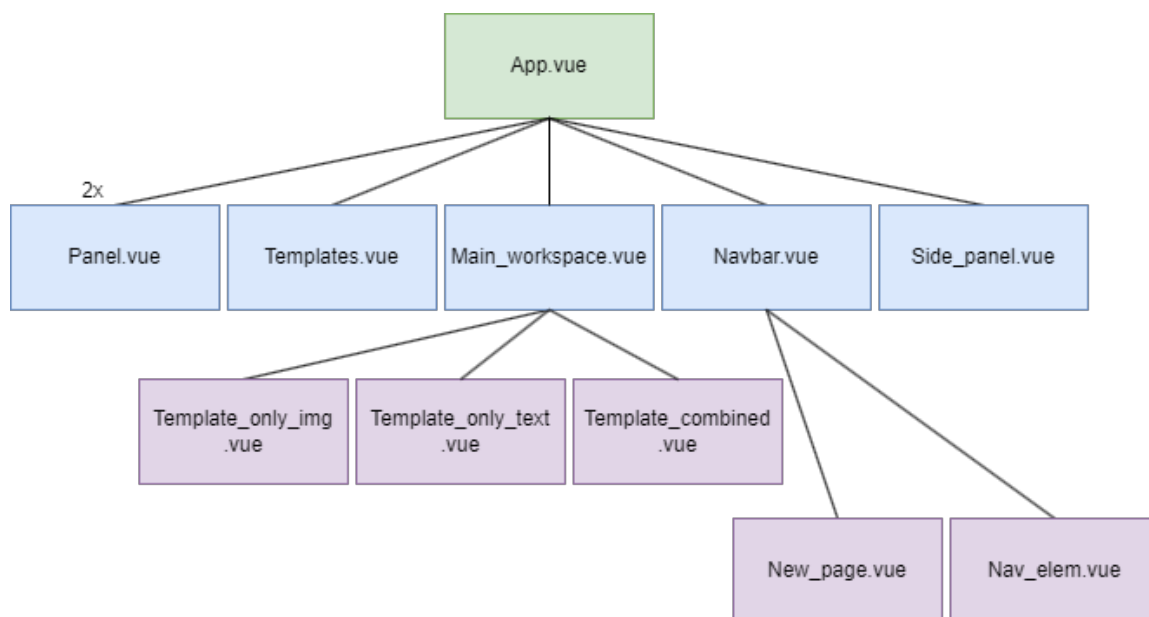 App.vue
2x
Panel.vue
Templates.vue
Main_workspace.vue
Navbar.vue
Side_panel.vue
Template_only_img
.vue
Template_only_text
.vue
Template_combined
.vue
New_page.vue
Nav_elem.vue